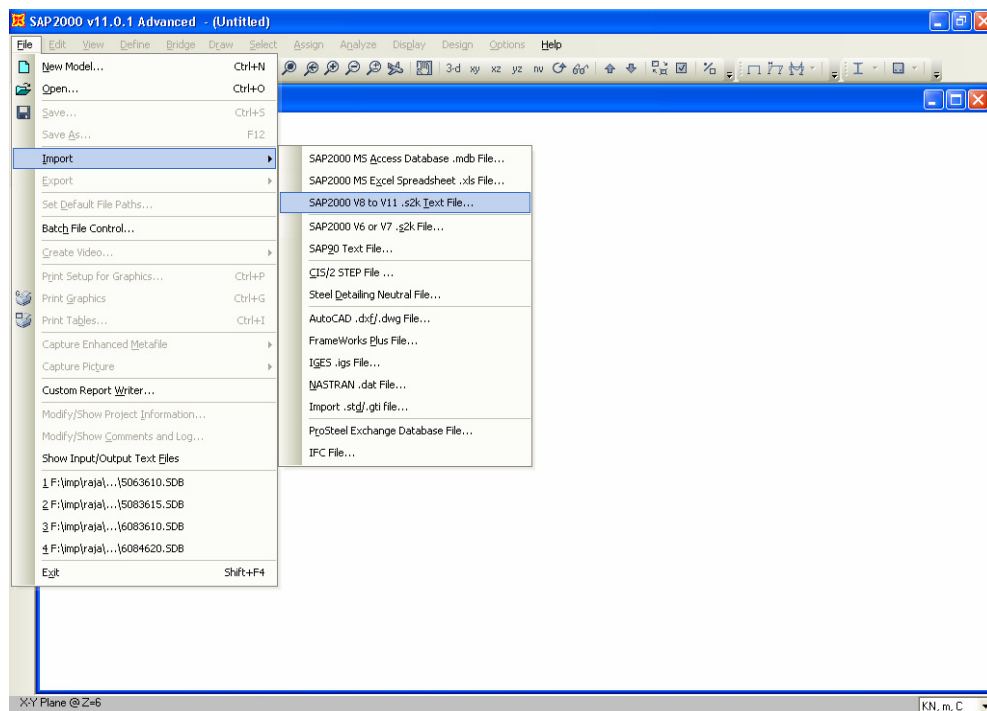 SAP2000 v11.0.1 Advanced - (Untitled)
File Edit View Define Bridge Draw Select Assign Analyze Display Design Options Help
3-d xy xz yz nv
New Model... Ctrl+N
Open... Ctrl+O
Save... Ctrl+S
Save As... F12
Import
Export
Set Default File Paths...
Batch File Control...
Create Video...
Print Setup for Graphics... Ctrl+P
Print Graphics Ctrl+G
Print Tables... Ctrl+I
Capture Enhanced Metafile
Capture Picture
Custom Report Writer...
Modify/Show Project Information...
Modify/Show Comments and Log...
Show Input/Output Text Files
1 F:\imp\raja\...\5063610.SDB
2 F:\imp\raja\...\5083615.SDB
3 F:\imp\raja\...\6083610.SDB
4 F:\imp\raja\...\6084620.SDB
Exit Shift+F4
SAP2000 MS Access Database .mdb File...
SAP2000 MS Excel Spreadsheet .xls File...
SAP2000 V8 to V11 .s2k Text File...
SAP2000 V6 or V7 .s2k File...
SAP90 Text File...
CIS/2 STEP File ...
Steel Detailing Neutral File...
AutoCAD .dxf/.dwg File...
FrameWorks Plus File...
IGES .igs File...
NASTRAN .dat File...
Import .std/.gti file...
ProSteel Exchange Database File...
IFC File...
X-Y Plane @ Z=6
KN, m, C